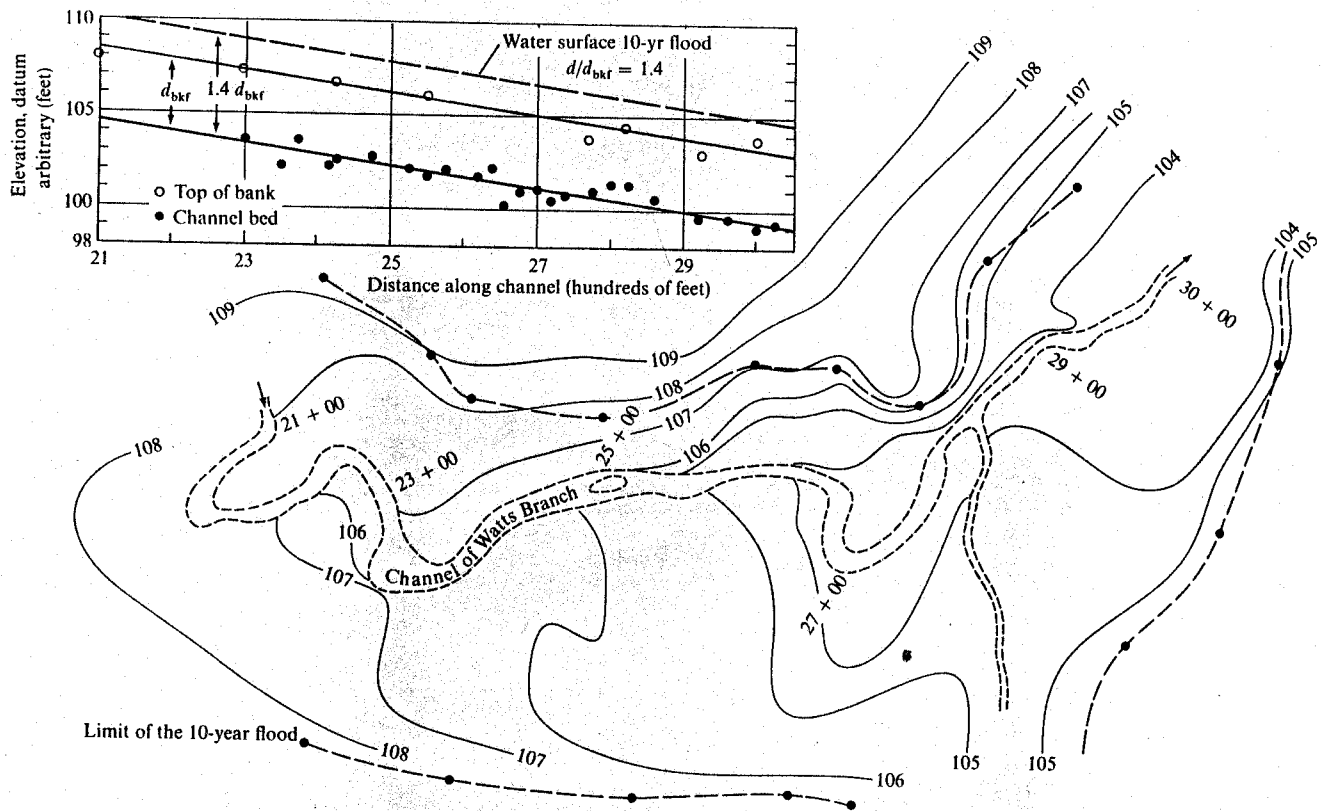 Elevation, datum
arbitrary (feet)
110
105
100
98
Water surface 10-yr flood
d/d_bkf = 1.4
d_bkf
1.4 d_bkf
○ Top of bank
● Channel bed
21
23
25
27
29
Distance along channel (hundreds of feet)
109
108
107
105
104
104
105
109
109
108
107
106
108
21 + 00
23 + 00
25 + 00
30 + 00
29 + 00
27 + 00
106
107
Channel of Watts Branch
Limit of the 10-year flood
108
107
106
105
105